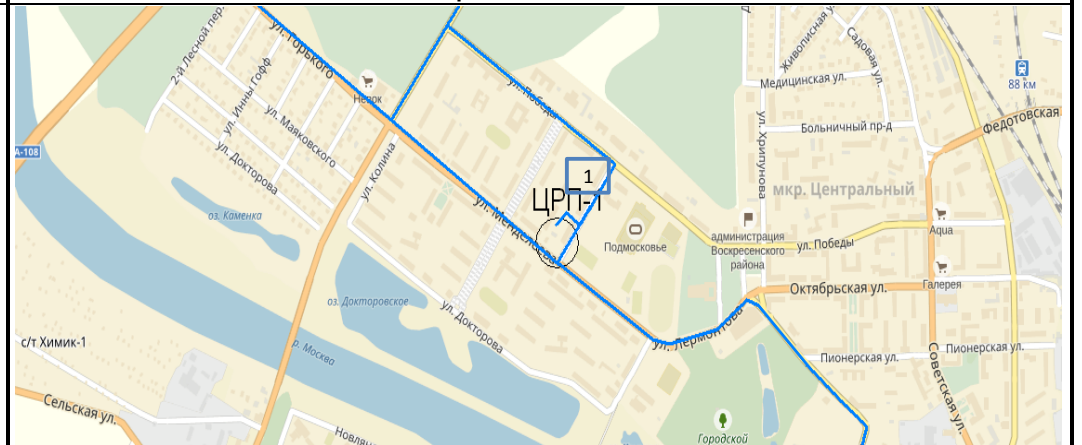 2-й Лесной пер.
ул. Горького
Невок
ул. Инны Гофф
ул. Маяковского
ул. Докторова
А-108
ул. Колина
оз. Каменка
ул. Победы
1
ЦРП-1
ул. Менделеева
Подмосковье
оз. Докторовское
ул. Докторова
р. Москва
с/т Химик-1
Сельская ул.
ул. Лермонтова
Городской
Живописная ул.
Садовая ул.
Медицинская ул.
Больничный пр-д
ул. Хрипунова
88 км
Федотовская
мкр. Центральный
администрация
Воскресенского
района
ул. Победы
Aqua
Галерея
Октябрьская ул.
Пионерская ул.
Пионерская ул.
Советская ул.